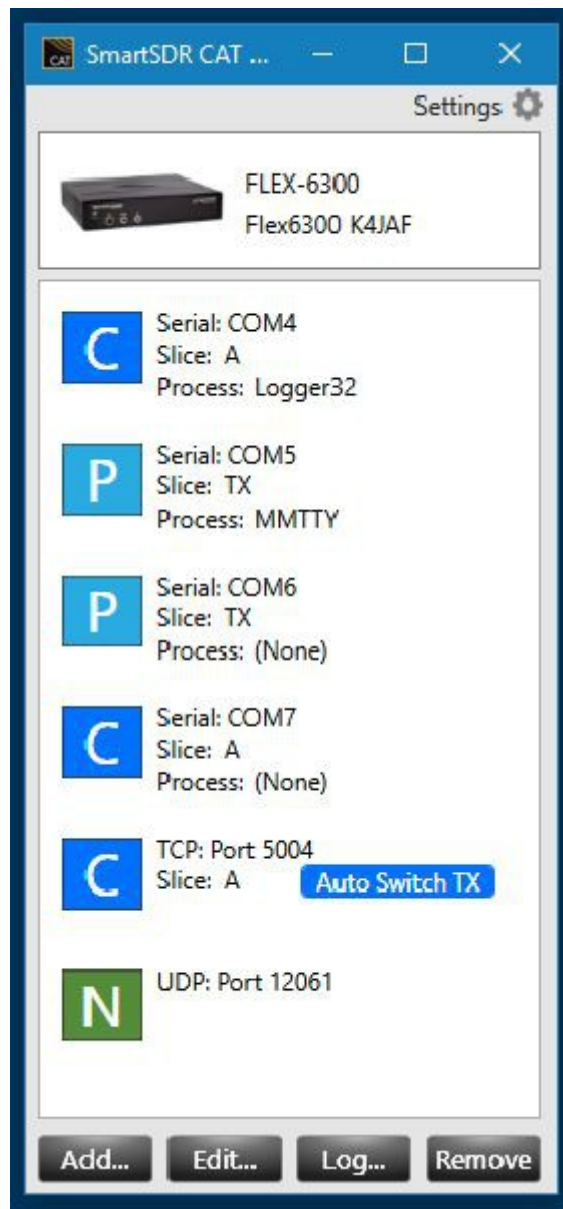 CAT
SmartSDR CAT ...
Settings
FLEX-6300
Flex6300 K4JAF
C
Serial: COM4
Slice: A
Process: Logger32
P
Serial: COM5
Slice: TX
Process: MMTTY
P
Serial: COM6
Slice: TX
Process: (None)
C
Serial: COM7
Slice: A
Process: (None)
C
TCP: Port 5004
Slice: A Auto Switch TX
N
UDP: Port 12061
Add... Edit... Log... Remove